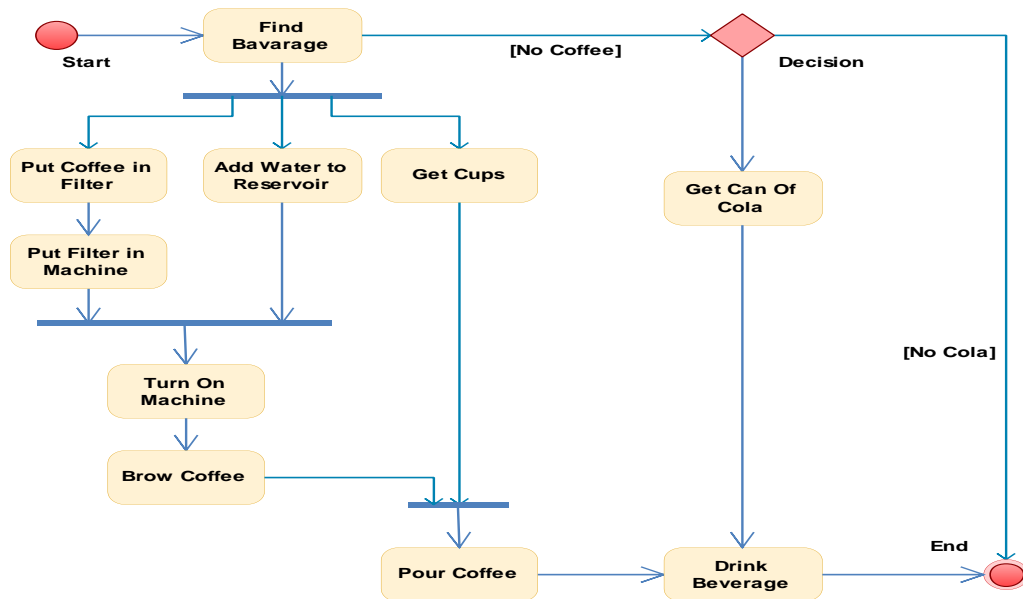 Find
Bavarage
Start
[No Coffee]
Decision
Put Coffee in
Filter
Add Water to
Reservoir
Get Cups
Get Can Of
Cola
Put Filter in
Machine
[No Cola]
Turn On
Machine
Brow Coffee
Pour Coffee
Drink
Beverage
End